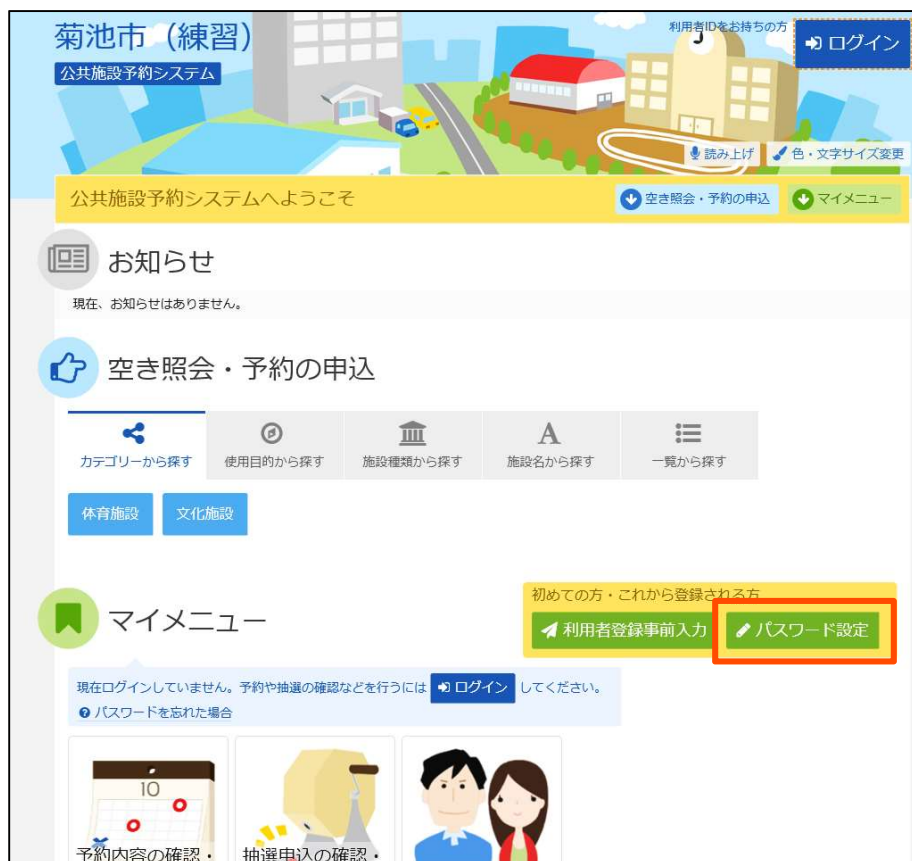 菊池市（練習）
公共施設予約システム
利用者IDをお持ちの方
ログイン
読み上げ
色・文字サイズ変更
公共施設予約システムへようこそ
空き照会・予約の申込
マイメニュー
お知らせ
現在、お知らせはありません。
空き照会・予約の申込
カテゴリーから探す
使用目的から探す
施設種類から探す
A
施設名から探す
一覧から探す
体育施設
文化施設
マイメニュー
初めての方・これから登録される方
利用者登録事前入力
パスワード設定
現在ログインしていません。予約や抽選の確認などを行うには ログイン してください。
パスワードを忘れた場合
10
予約内容の確認・
抽選申込の確認・